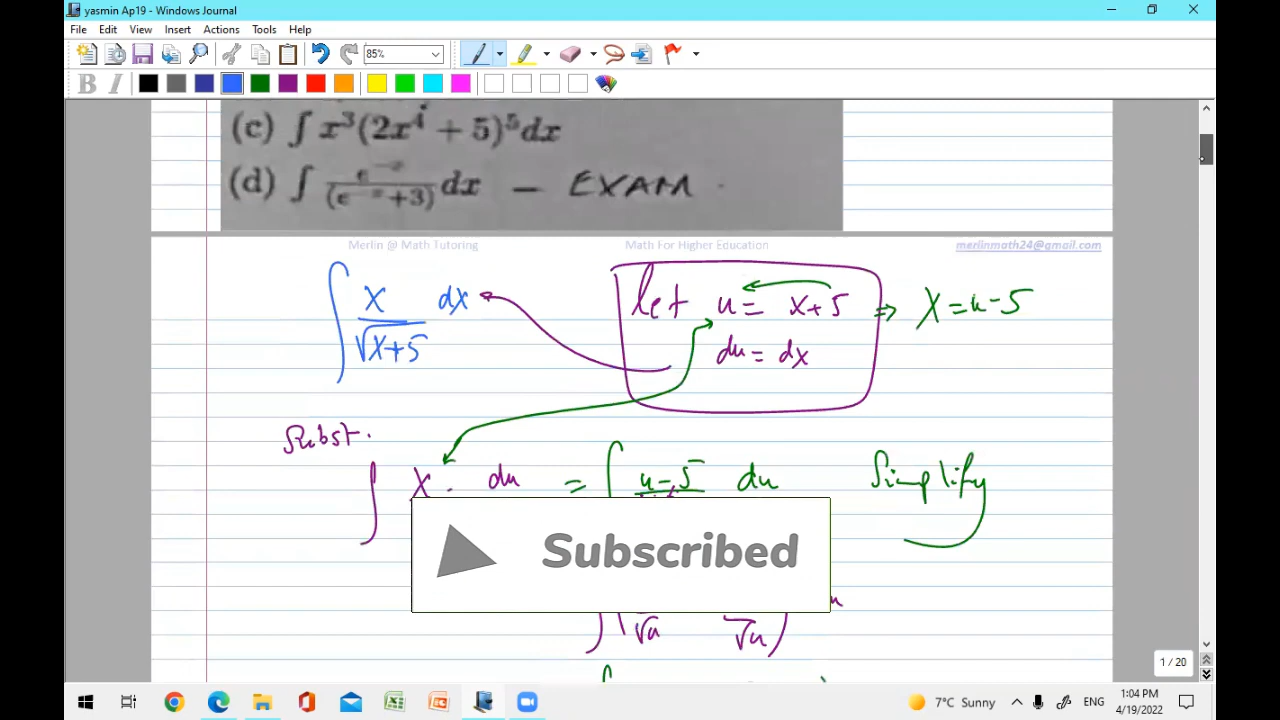 yasmin Ap19 - Windows Journal
File Edit View Insert Actions Tools Help
85%
B I
(c) ∫ x³(2x⁴ + 5)⁵dx
(d) ∫ dx — EXAM
Merlin @ Math Tutoring Math For Higher Education merlinmath24@gmail.com
∫ x/√x+5 dx let u = x+5 ⇒ x = u-5
du = dx
Subst.
∫ x du = ∫ u-5 du Simplify
Subscribed
√u √u
1 / 20
7°C Sunny ENG 1:04 PM
4/19/2022